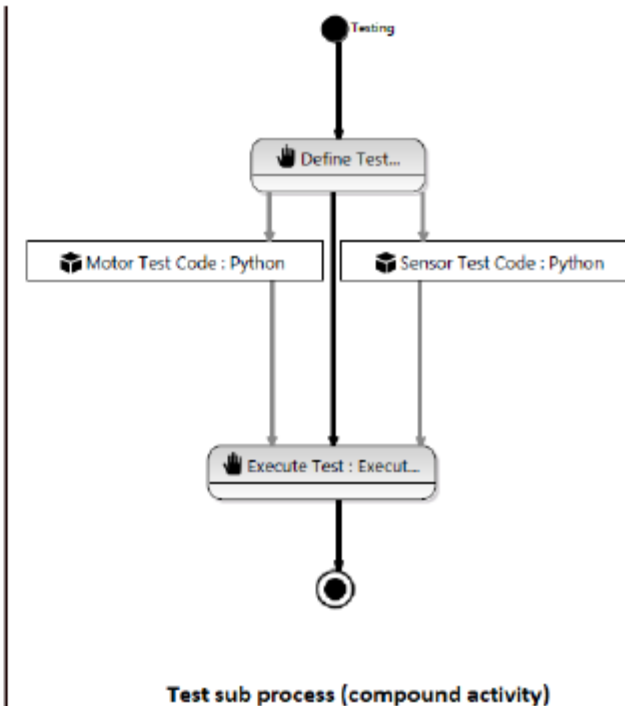 Testing
Define Test...
Motor Test Code : Python
Sensor Test Code : Python
Execute Test : Execut...
Test sub process (compound activity)